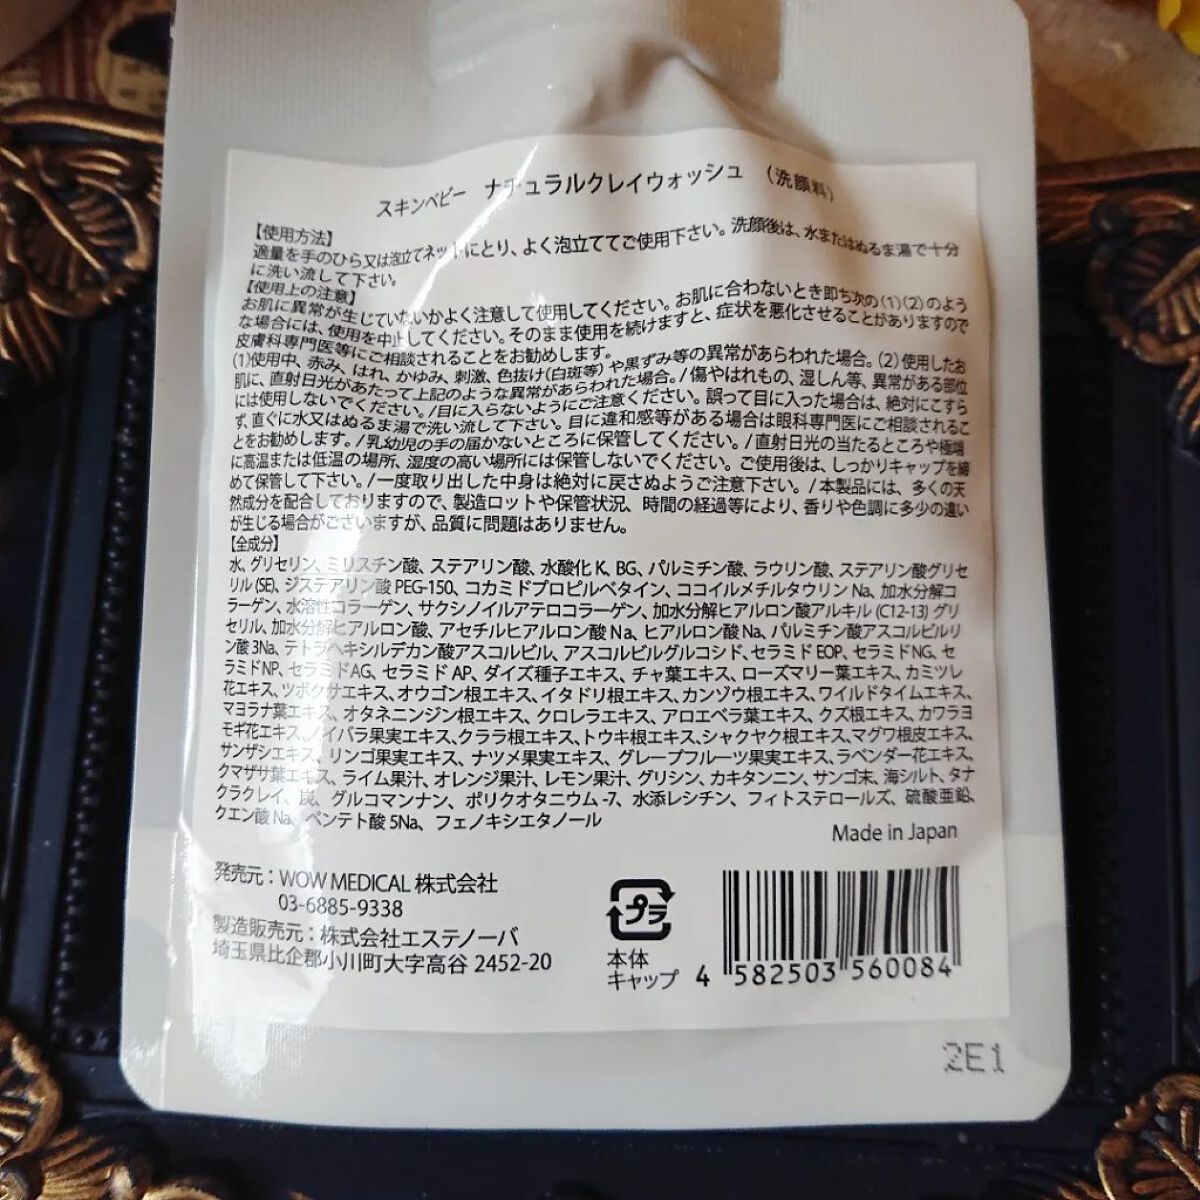 スキンベビー ナチュラルクレイウォッシュ （洗顔料）
【使用方法】
適量を手のひら又は泡立てネットにとり、よく泡立ててご使用下さい。洗顔後は、水またはぬるま湯で十分
に洗い流して下さい。
【使用上の注意】
お肌に異常が生じていないかよく注意して使用してください。お肌に合わないとき即ち次の(1)(2)のよう
な場合には、使用を中止してください。そのまま使用を続けますと、症状を悪化させることがありますので
皮膚科専門医等にご相談されることをお勧めします。
(1)使用中、赤み、はれ、かゆみ、刺激、色抜け(白斑等)や黒ずみ等の異常があらわれた場合。(2)使用したお
肌に、直射日光があたって上記のような異常があらわれた場合。/傷やはれもの、湿しん等、異常がある部位
には使用しないでください。/目に入らないようにご注意ください。誤って目に入った場合は、絶対にこすら
ず、直ぐに水又はぬるま湯で洗い流して下さい。目に違和感等がある場合は眼科専門医にご相談されるこ
とをお勧めします。/乳幼児の手の届かないところに保管してください。/直射日光の当たるところや極端
に高温または低温の場所、湿度の高い場所には保管しないでください。ご使用後は、しっかりキャップを締
めて保管して下さい。/一度取り出した中身は絶対に戻さぬようご注意下さい。/本製品には、多くの天
然成分を配合しておりますので、製造ロットや保管状況、時間の経過等により、香りや色調に多少の違い
が生じる場合がございますが、品質に問題はありません。
【全成分】
水、グリセリン、ミリスチン酸、ステアリン酸、水酸化K、BG、パルミチン酸、ラウリン酸、ステアリン酸グリセ
リル(SE)、ジステアリン酸PEG-150、コカミドプロピルベタイン、ココイルメチルタウリンNa、加水分解コ
ラーゲン、水溶性コラーゲン、サクシノイルアテロコラーゲン、加水分解ヒアルロン酸アルキル(C12-13)グリ
セリル、加水分解ヒアルロン酸、アセチルヒアルロン酸Na、ヒアルロン酸Na、パルミチン酸アスコルビルリ
ン酸3Na、テトラヘキシルデカン酸アスコルビル、アスコルビルグルコシド、セラミドEOP、セラミドNG、セ
ラミドNP、セラミドAG、セラミドAP、ダイズ種子エキス、チャ葉エキス、ローズマリー葉エキス、カミツレ
花エキス、ツボクサエキス、オウゴン根エキス、イタドリ根エキス、カンゾウ根エキス、ワイルドタイムエキス、
マヨラナ葉エキス、オタネニンジン根エキス、クロレラエキス、アロエベラ葉エキス、クズ根エキス、カワラヨ
モギ花エキス、ノイバラ果実エキス、クララ根エキス、トウキ根エキス、シャクヤク根エキス、マグワ根皮エキス、
サンザシエキス、リンゴ果実エキス、ナツメ果実エキス、グレープフルーツ果実エキス、ラベンダー花エキス、
クマザサ葉エキス、ライム果汁、オレンジ果汁、レモン果汁、グリシン、カキタンニン、サンゴ末、海シルト、タナ
クラクレイ、炭、グルコマンナン、ポリクオタニウム-7、水添レシチン、フィトステロールズ、硫酸亜鉛、
クエン酸Na、ペンテト酸5Na、フェノキシエタノール
Made in Japan
発売元：WOW MEDICAL 株式会社
03-6885-9338
製造販売元：株式会社エステノーバ
埼玉県比企郡小川町大字高谷 2452-20
プラ
本体
キャップ
4 582503 560084
2E1